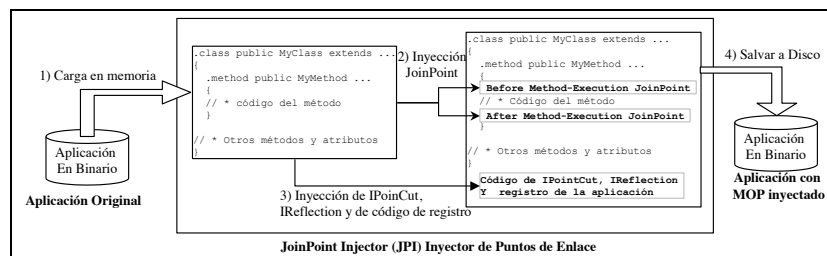 1) Carga en memoria
Aplicación
En Binario
Aplicación Original
.class public MyClass extends ...
{
.method public MyMethod ...
{
// * código del método
}
// * Otros métodos y atributos
}
2) Inyección
JoinPoint
3) Inyección de IPoinCut,
IReflection y de código de registro
.class public MyClass extends ...
{
.method public MyMethod ...
{
Before Method-Execution JoinPoint
// * Código del método
After Method-Execution JoinPoint
}
// * Otros métodos y atributos
}
Código de IPointCut, IReflection
Y registro de la aplicación
4) Salvar a Disco
Aplicación
En Binario
Aplicación con
MOP inyectado
JoinPoint Injector (JPI) Inyector de Puntos de Enlace